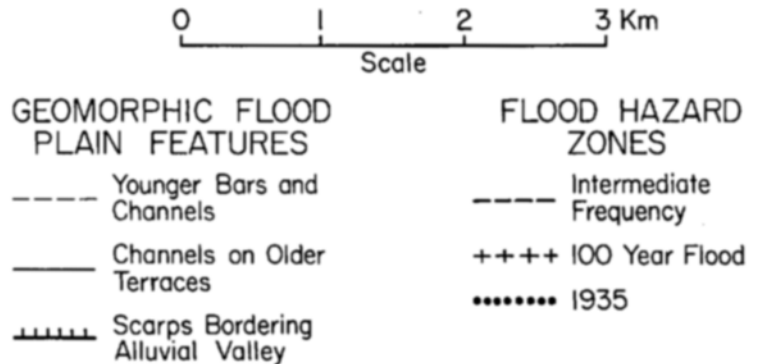 0 1 2 3 Km
Scale
GEOMORPHIC FLOOD
PLAIN FEATURES
Younger Bars and
Channels
Channels on Older
Terraces
Scarps Bordering
Alluvial Valley
FLOOD HAZARD
ZONES
Intermediate
Frequency
100 Year Flood
1935